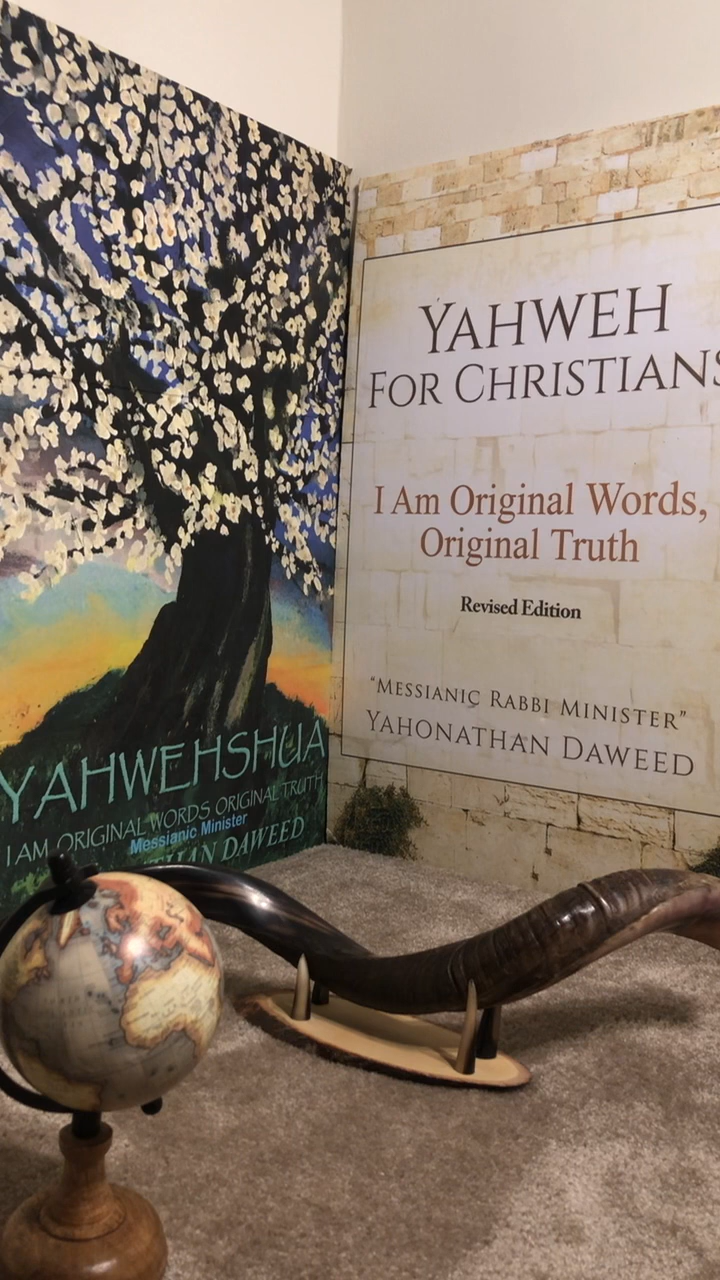 YAHWEHSHUA
I AM ORIGINAL WORDS ORIGINAL TRUTH
Messianic Minister
DAWEED
YAHWEH
FOR CHRISTIANS
I Am Original Words,
Original Truth
Revised Edition
“MESSIANIC RABBI MINISTER”
YAHONATHAN DAWEED